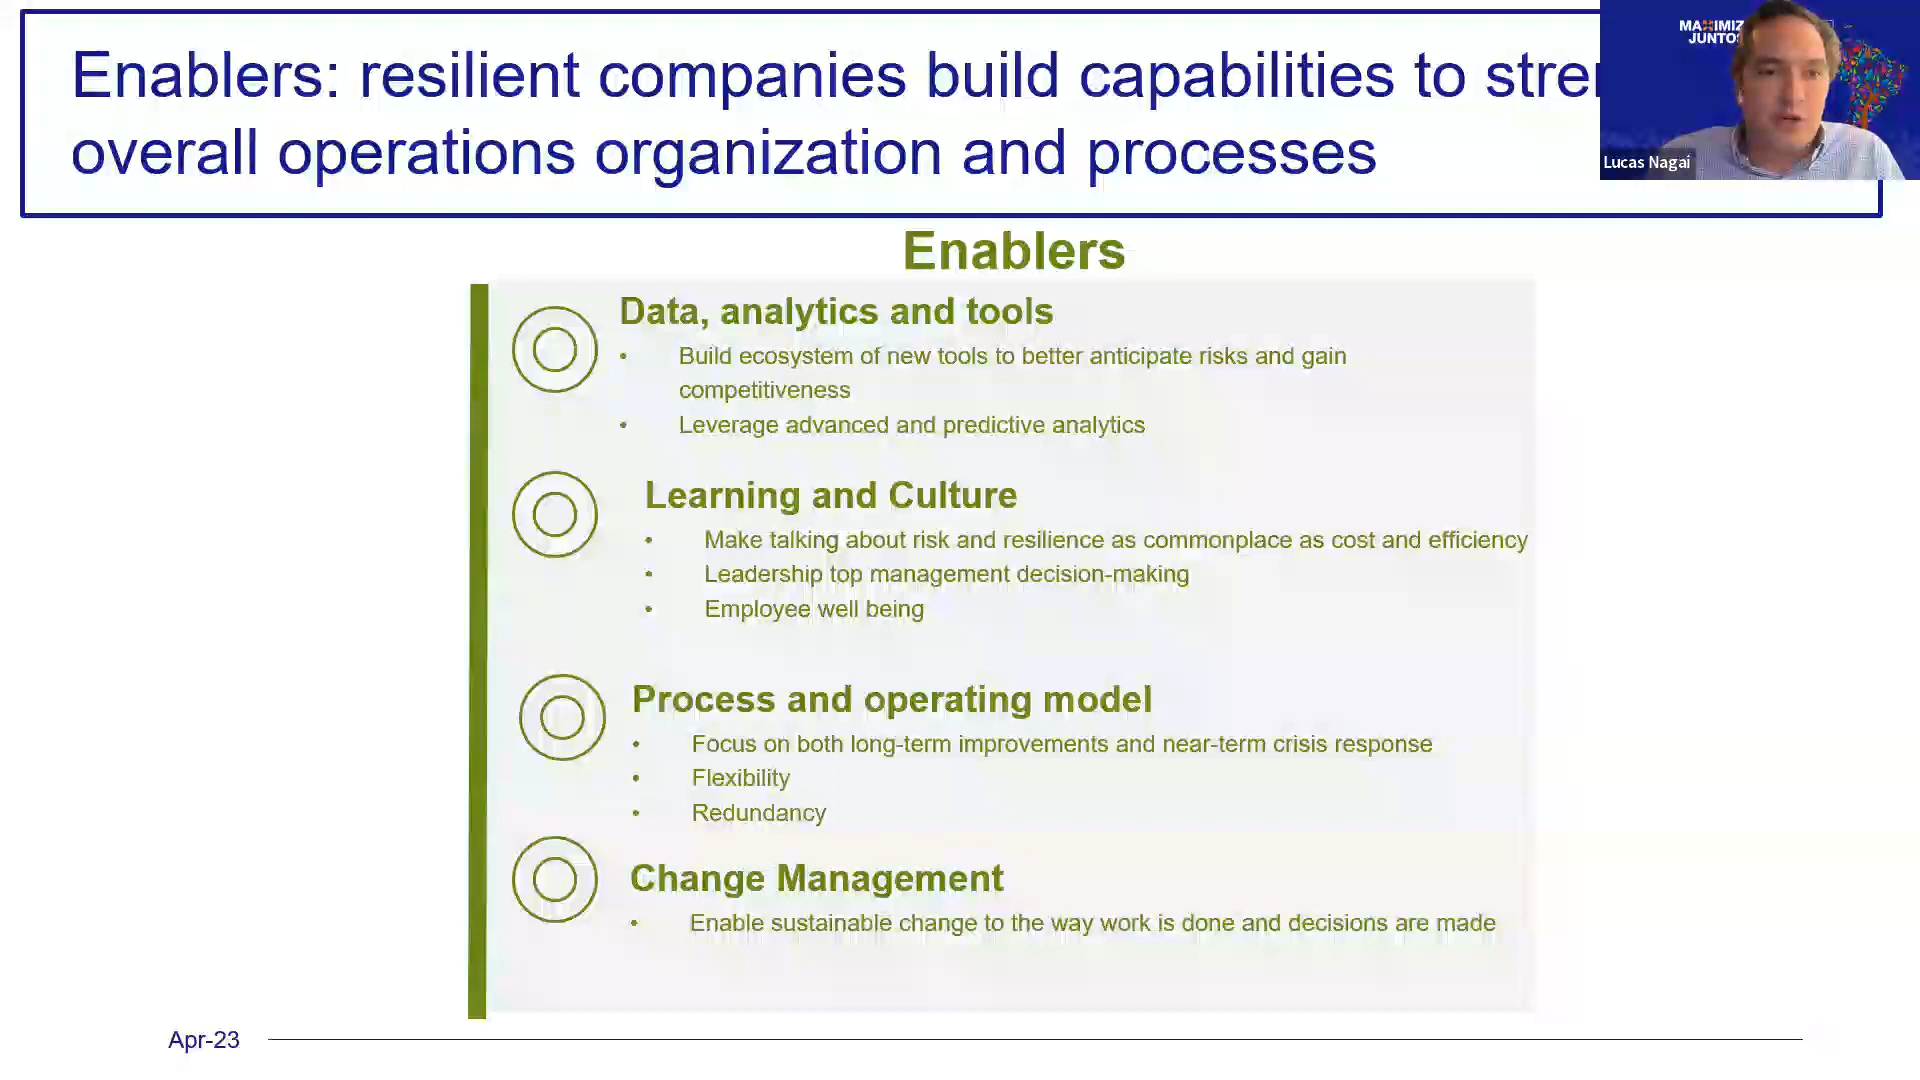 Enablers: resilient companies build capabilities to
overall operations organization and processes
MAXIMIZ
JUNTOS
Lucas Nagai
Enablers
Data, analytics and tools
• Build ecosystem of new tools to better anticipate risks and gain
competitiveness
• Leverage advanced and predictive analytics
Learning and Culture
• Make talking about risk and resilience as commonplace as cost and efficiency
• Leadership top management decision-making
• Employee well being
Process and operating model
• Focus on both long-term improvements and near-term crisis response
• Flexibility
• Redundancy
Change Management
• Enable sustainable change to the way work is done and decisions are made
Apr-23